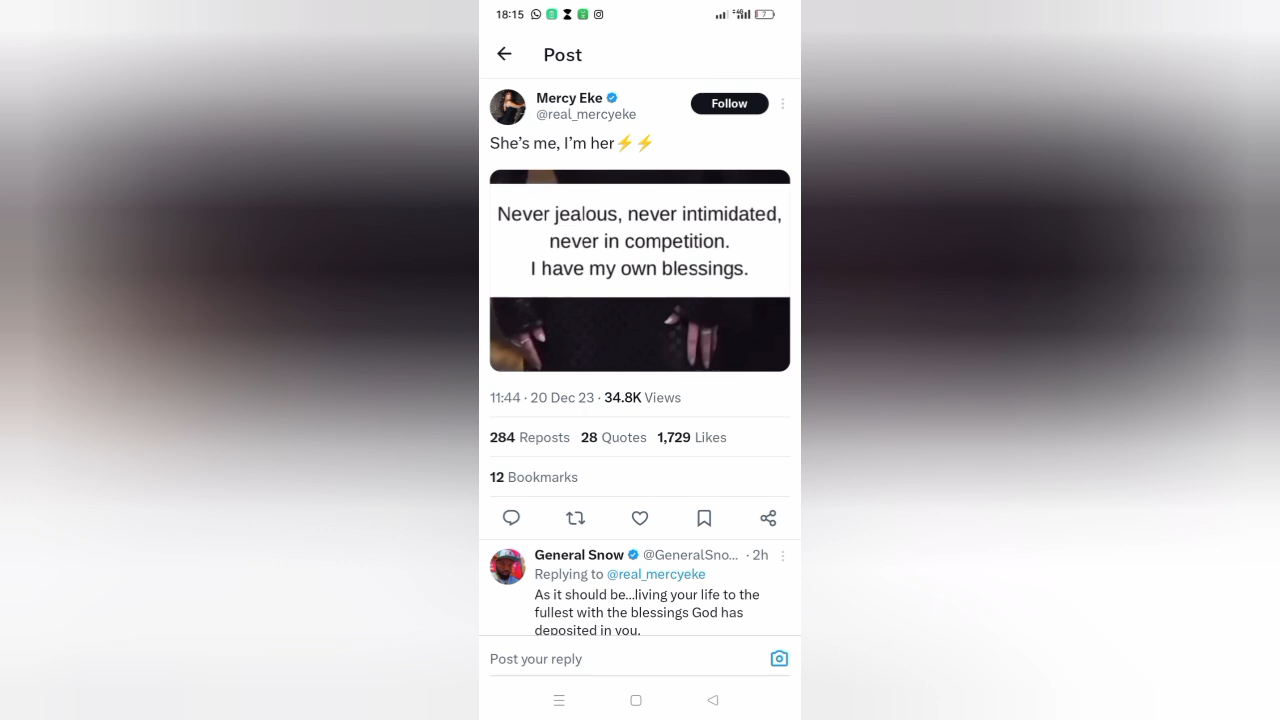 18:15
7
Post
Mercy Eke
Follow
@real_mercyeke
She's me, I'm her⚡⚡
Never jealous, never intimidated,
never in competition.
I have my own blessings.
11:44 · 20 Dec 23 · 34.8K Views
284 Reposts 28 Quotes 1,729 Likes
12 Bookmarks
General Snow @GeneralSno... · 2h
Replying to @real_mercyeke
As it should be...living your life to the
fullest with the blessings God has
deposited in you.
Post your reply